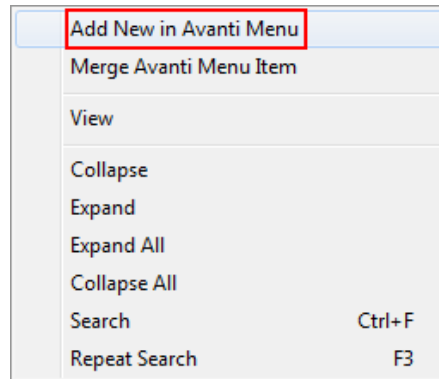 Add New in Avanti Menu
Merge Avanti Menu Item
View
Collapse
Expand
Expand All
Collapse All
Search Ctrl+F
Repeat Search F3